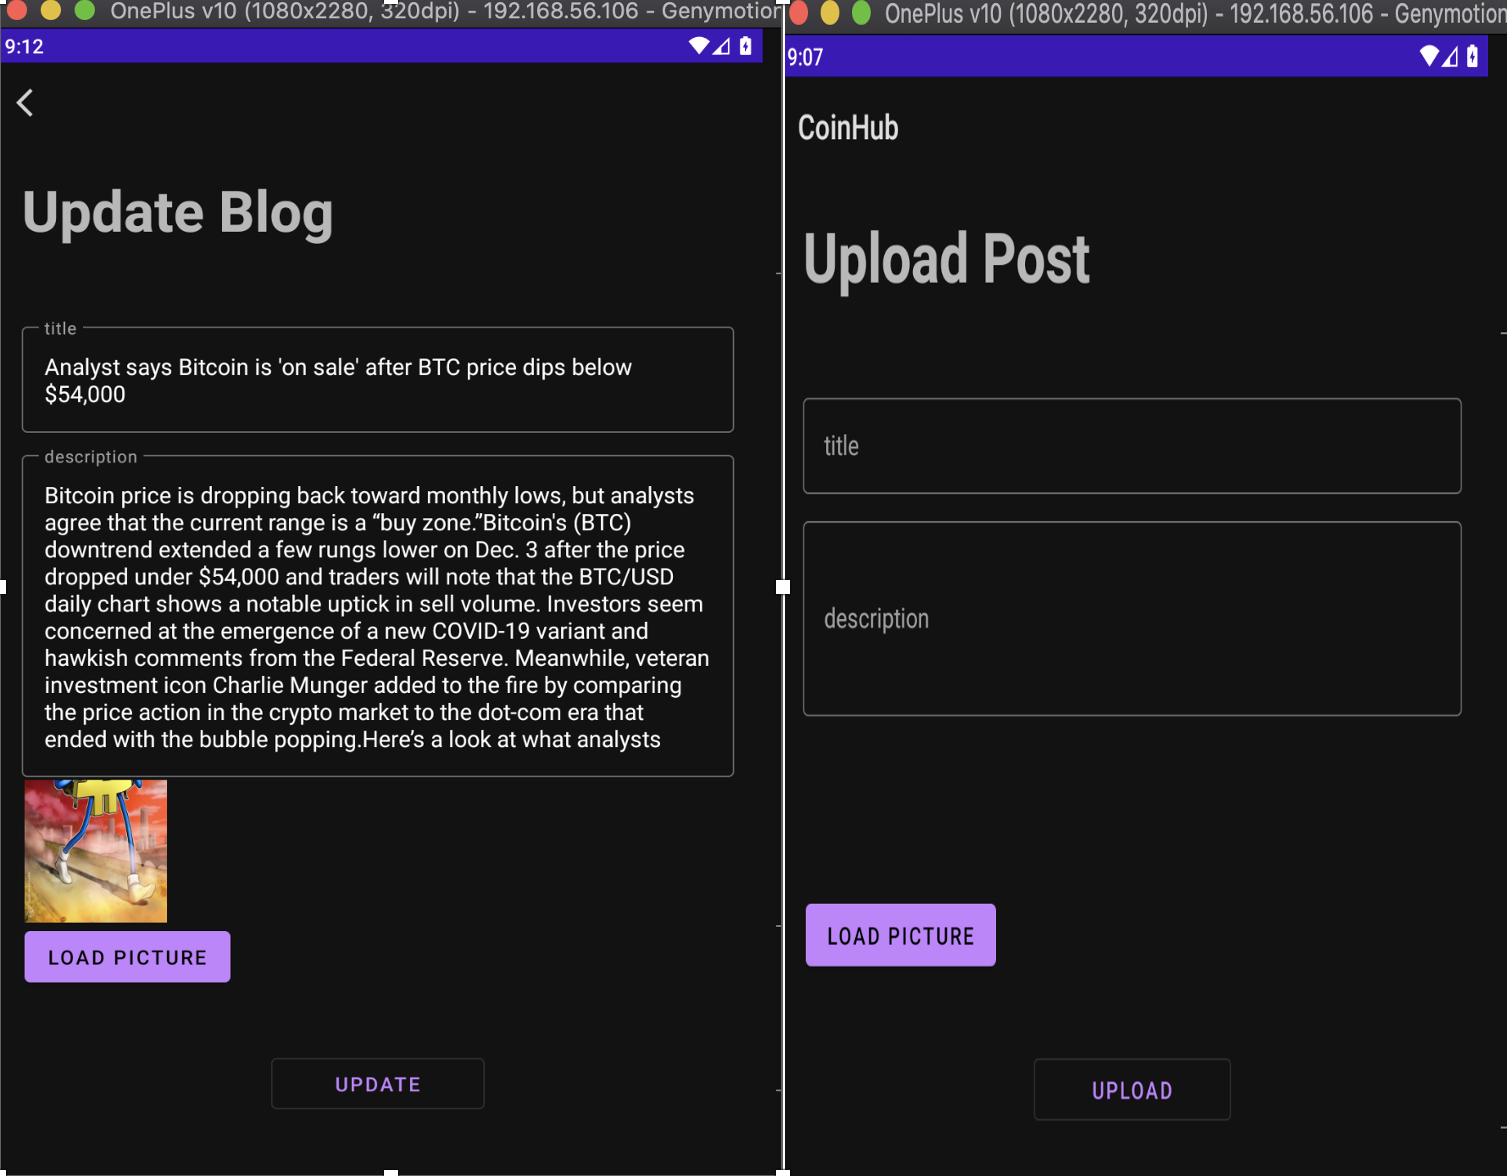 OnePlus v10 (1080x2280, 320dpi) - 192.168.56.106 - Genymotion
9:12
Update Blog
title
Analyst says Bitcoin is 'on sale' after BTC price dips below
$54,000
description
Bitcoin price is dropping back toward monthly lows, but analysts
agree that the current range is a “buy zone.”Bitcoin's (BTC)
downtrend extended a few rungs lower on Dec. 3 after the price
dropped under $54,000 and traders will note that the BTC/USD
daily chart shows a notable uptick in sell volume. Investors seem
concerned at the emergence of a new COVID-19 variant and
hawkish comments from the Federal Reserve. Meanwhile, veteran
investment icon Charlie Munger added to the fire by comparing
the price action in the crypto market to the dot-com era that
ended with the bubble popping.Here’s a look at what analysts
LOAD PICTURE
UPDATE
OnePlus v10 (1080x2280, 320dpi) - 192.168.56.106 - Genymotion
9:07
CoinHub
Upload Post
title
description
LOAD PICTURE
UPLOAD